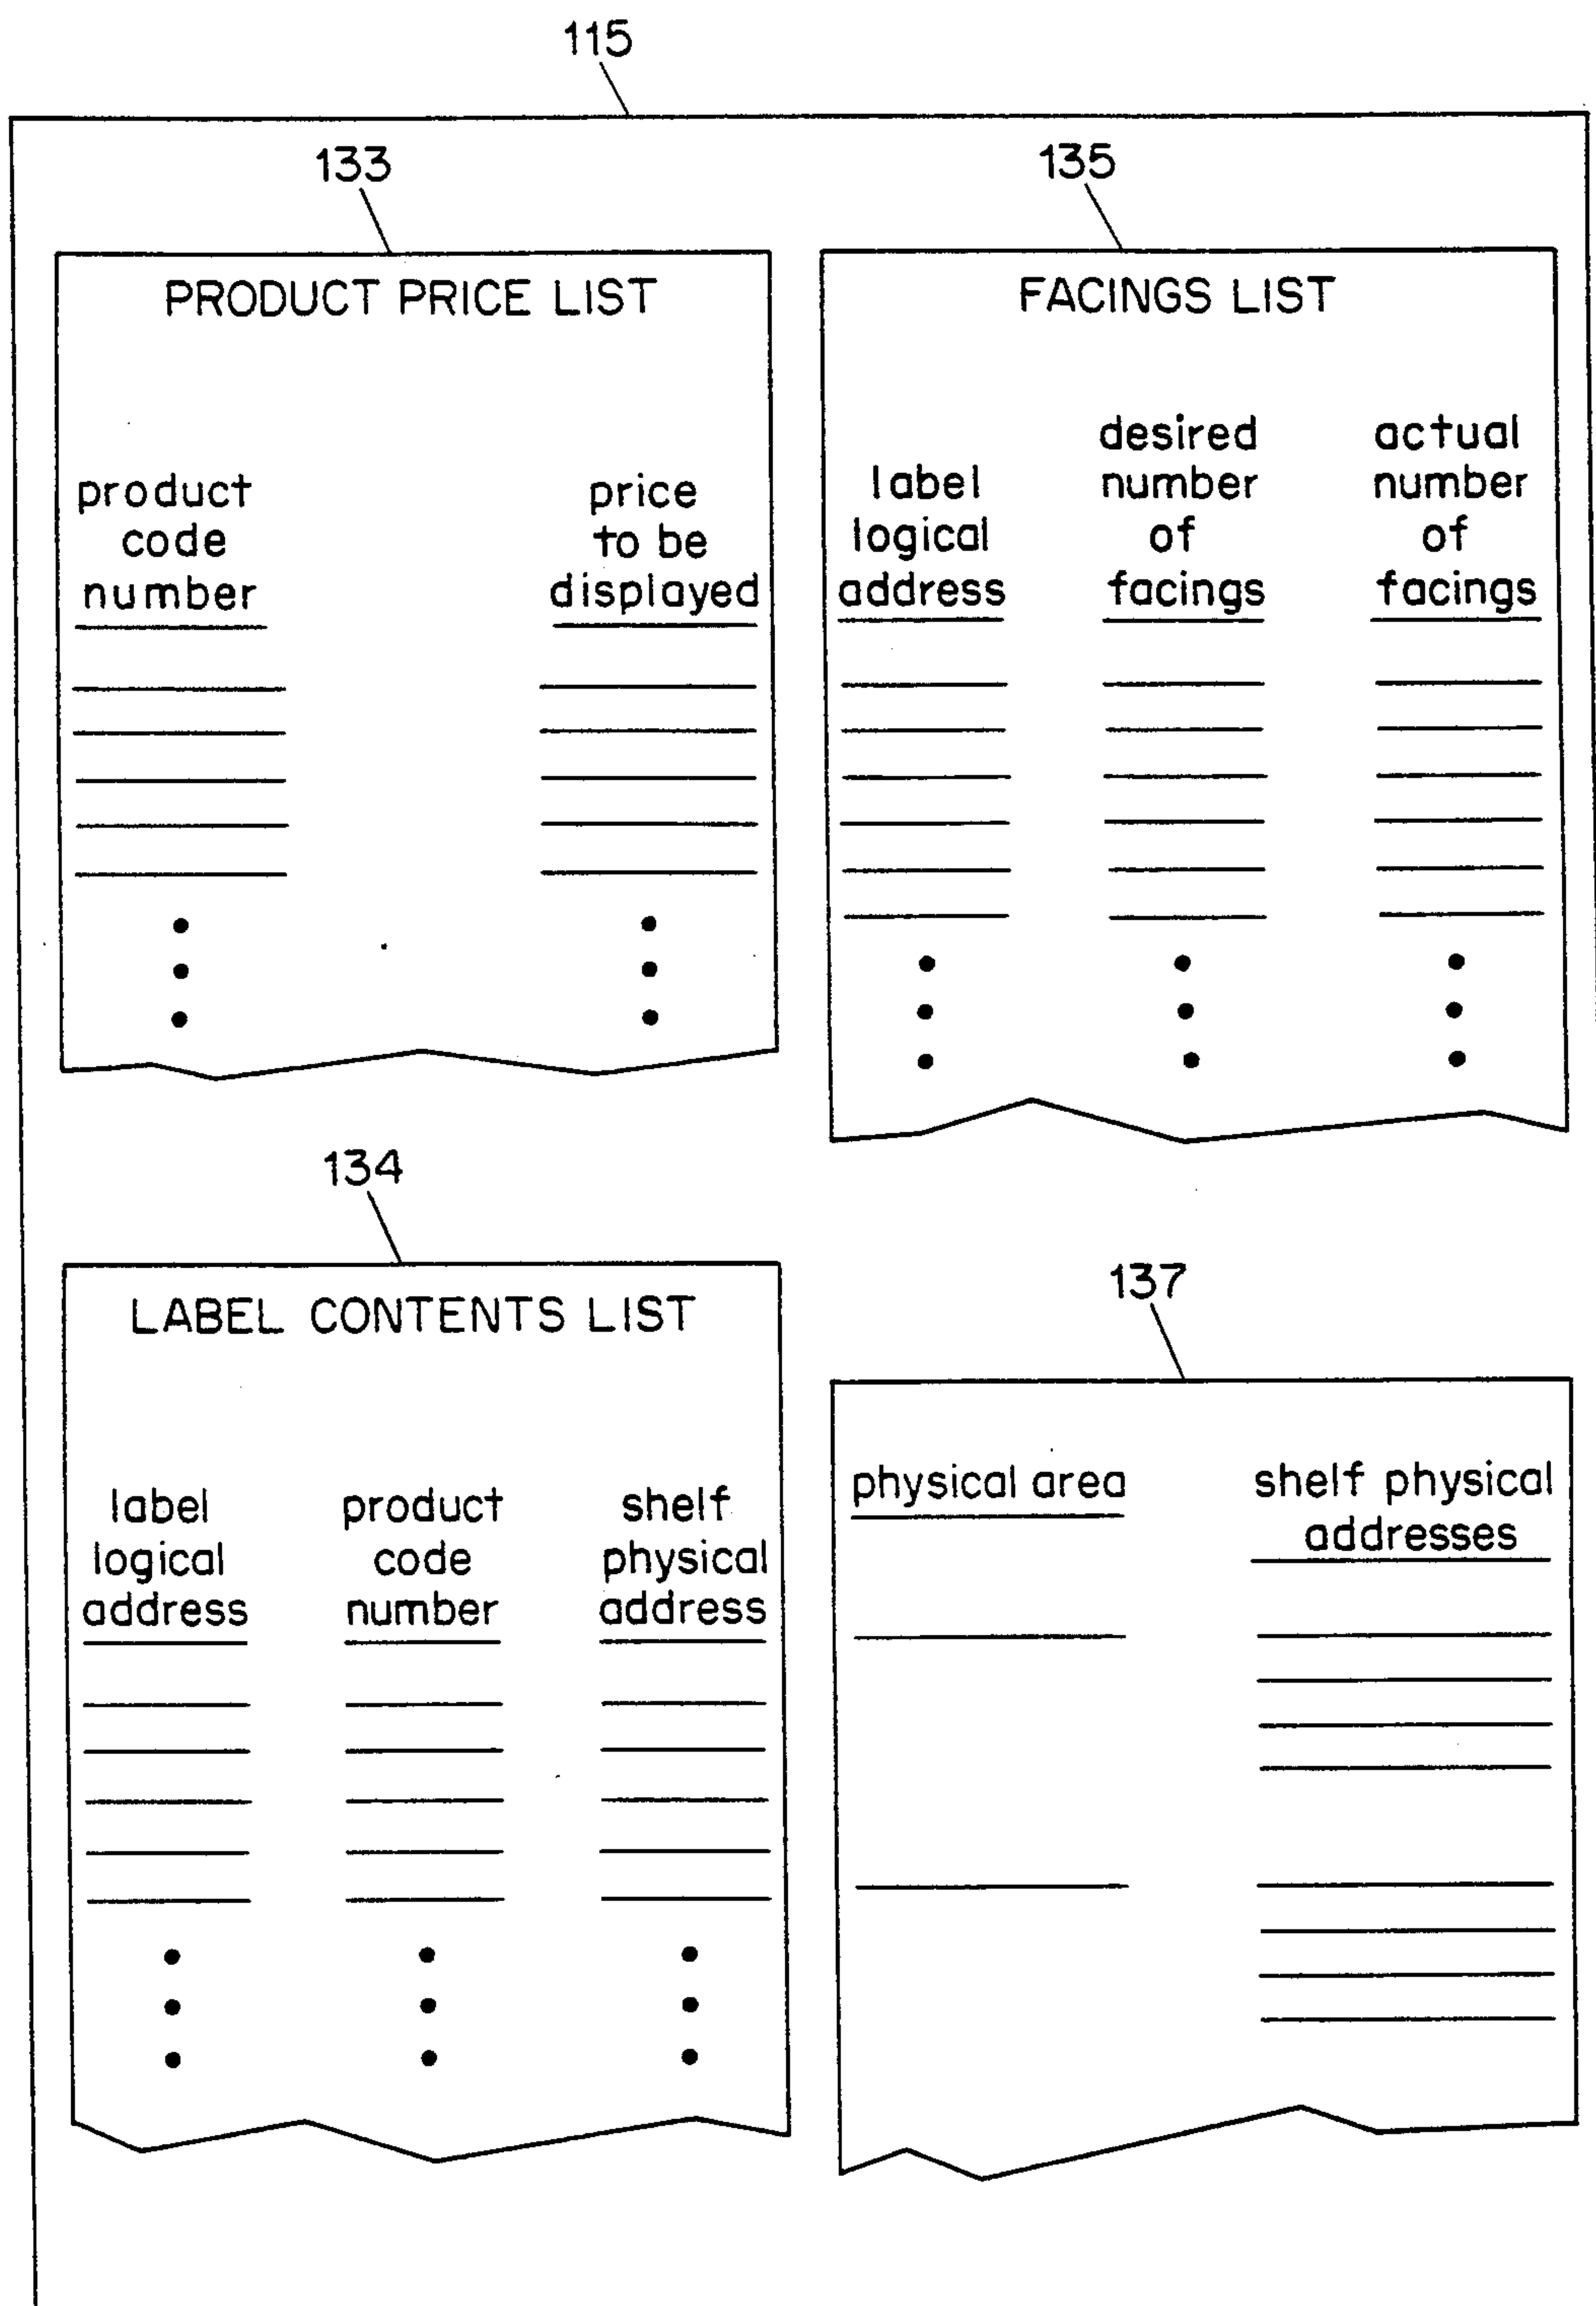 115
133
PRODUCT PRICE LIST
product
code
number
price
to be
displayed
135
FACINGS LIST
label
logical
address
desired
number
of
facings
actual
number
of
facings
134
LABEL CONTENTS LIST
label
logical
address
product
code
number
shelf
physical
address
137
physical area
shelf physical
addresses